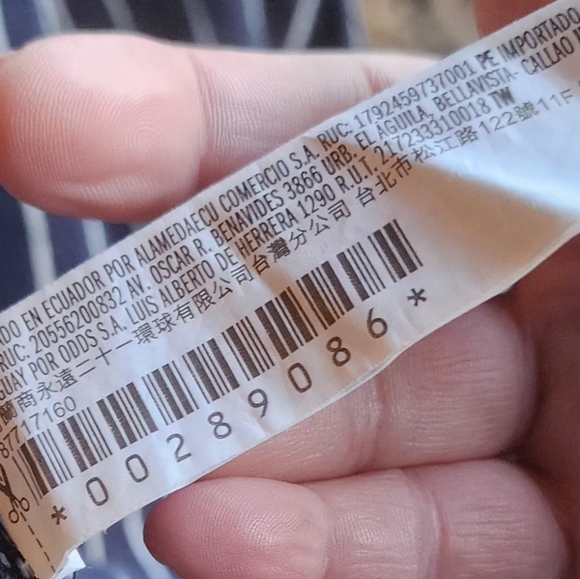 DO EN ECUADOR POR ALAMEDAECU COMERCIO S.A. RUC: 1792459737001 PE IMPORTADO
RUC: 20556200832 AV. OSCAR R. BENAVIDES 3866 URB. EL AGUILA, BELLAVISTA- CALLAO
GUAY POR ODDS S.A. LUIS ALBERTO DE HERRERA 1290 R.U.T. 217233310018 TW
蘭商永遠二十一環球有限公司台灣分公司 台北市松江路122號11F
87717160
*00289086*